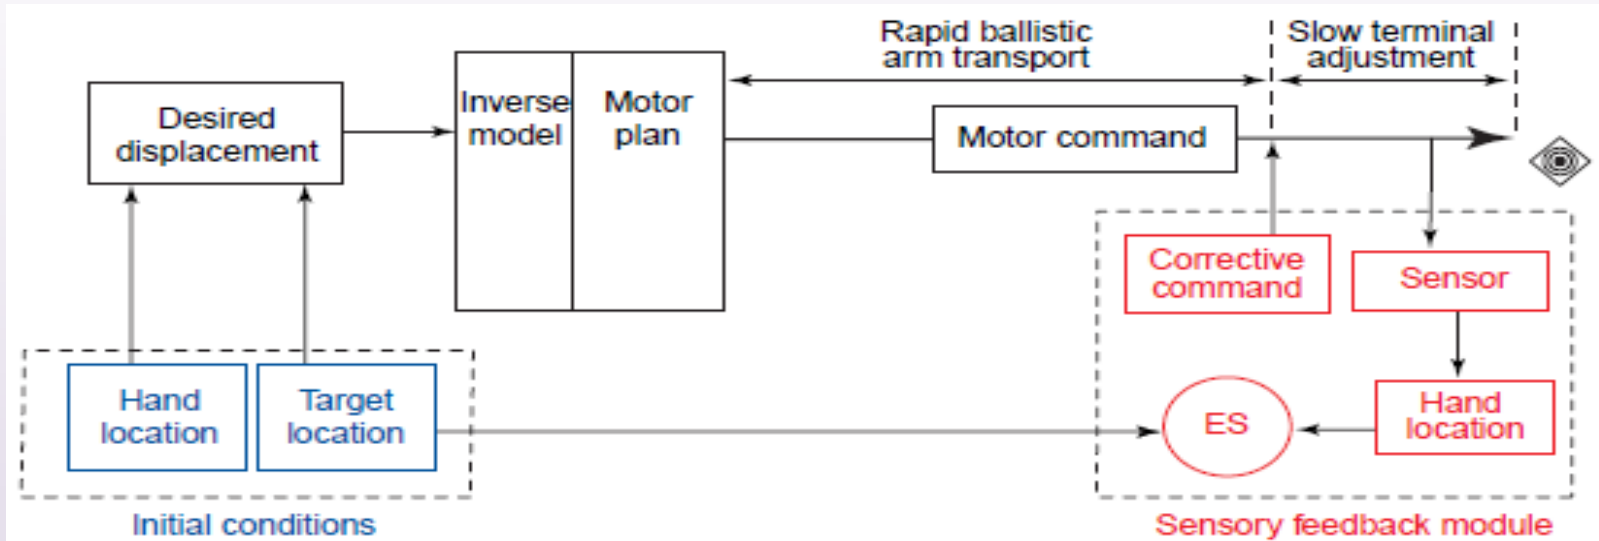 Rapid ballistic
arm transport
Slow terminal
adjustment
Desired
displacement
Inverse
model
Motor
plan
Motor command
Corrective
command
Sensor
Hand
location
Target
location
ES
Hand
location
Initial conditions
Sensory feedback module